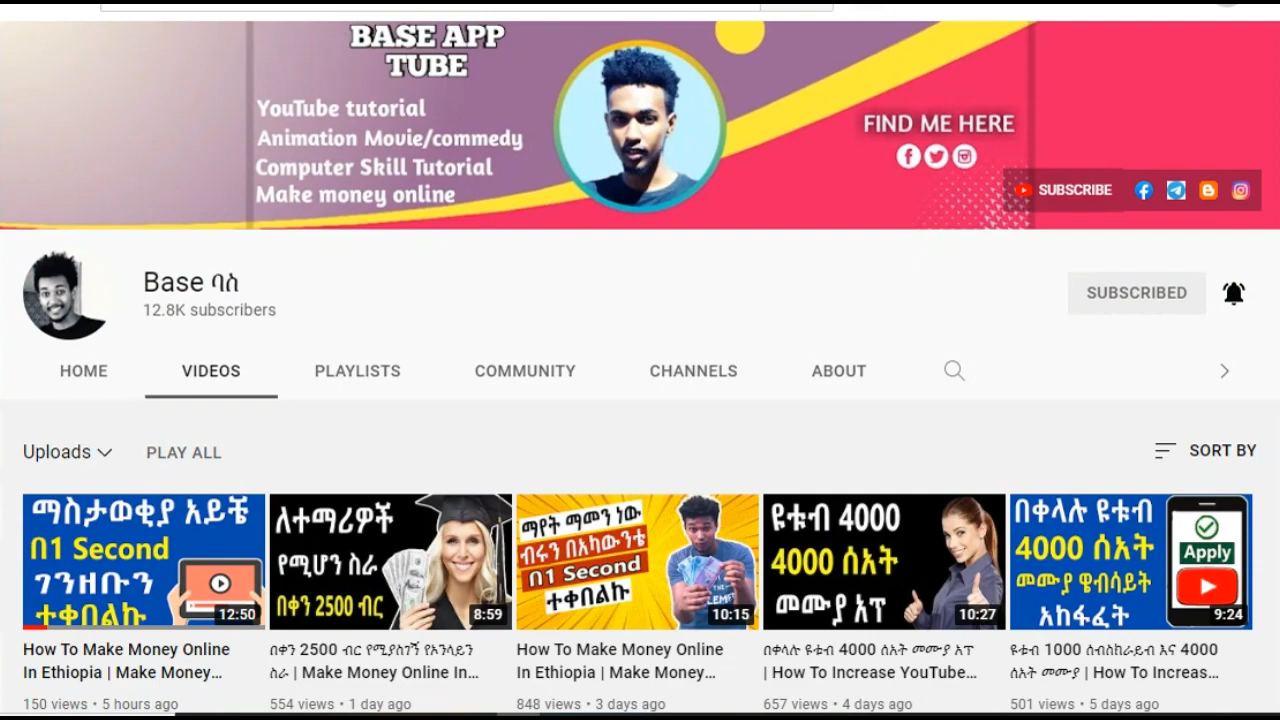 BASE APP
TUBE
YouTube tutorial
Animation Movie/commedy
Computer Skill Tutorial
Make money online
FIND ME HERE
SUBSCRIBE
Base ባስ
12.8K subscribers
SUBSCRIBED
HOME VIDEOS PLAYLISTS COMMUNITY CHANNELS ABOUT
Uploads PLAY ALL
SORT BY
ማስታወቂያ አይቼ
በ1 Second
ገንዘቡን
ተቀበልኩ
12:50
ለተማሪዎች
የሚሆን ስራ
በቀን 2500 ብር
8:59
ማየት ማመን ነው
ብሩን በአካውንቴ
በ1 Second
ተቀበልኩ
10:15
ዩቱብ 4000
4000 ሰአት
መሙያ አፕ
10:27
በቀላሉ ዩቱብ
4000 ሰአት
መሙያ ዌብሳይት
አከፋፈት
Apply
9:24
How To Make Money Online
In Ethiopia | Make Money...
150 views • 5 hours ago
በቀን 2500 ብር የሚያስገኝ የኦንላይን
ስራ | Make Money Online In...
554 views • 1 day ago
How To Make Money Online
In Ethiopia | Make Money...
848 views • 3 days ago
በቀላሉ ዩቱብ 4000 ሰአት መሙያ አፕ
| How To Increase YouTube...
657 views • 4 days ago
ዩቱብ 1000 ሰብስክራይብ እና 4000
ሰአት መሙያ | How To Increas...
501 views • 5 days ago